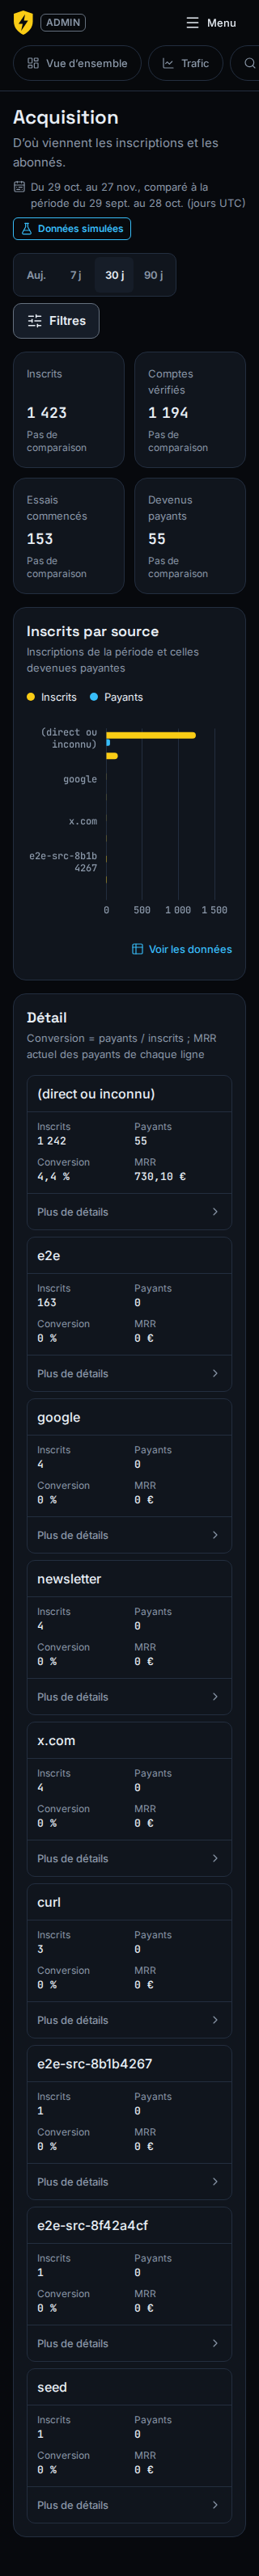 ADMIN
Menu
Vue d’ensemble
Trafic
Acquisition
D’où viennent les inscriptions et les
abonnés.
Du 29 oct. au 27 nov., comparé à la
période du 29 sept. au 28 oct. (jours UTC)
Données simulées
Auj. 7 j 30 j 90 j
Filtres
Inscrits
1 423
Pas de
comparaison
Comptes
vérifiés
1 194
Pas de
comparaison
Essais
commencés
153
Pas de
comparaison
Devenus
payants
55
Pas de
comparaison
Inscrits par source
Inscriptions de la période et celles
devenues payantes
Inscrits Payants
(direct ou
inconnu)
google
x.com
e2e-src-8b1b
4267
0 500 1 000 1 500
Voir les données
Détail
Conversion = payants / inscrits ; MRR
actuel des payants de chaque ligne
(direct ou inconnu)
Inscrits Payants
1 242 55
Conversion MRR
4,4 % 730,10 €
Plus de détails
e2e
Inscrits Payants
163 0
Conversion MRR
0 % 0 €
Plus de détails
google
Inscrits Payants
4 0
Conversion MRR
0 % 0 €
Plus de détails
newsletter
Inscrits Payants
4 0
Conversion MRR
0 % 0 €
Plus de détails
x.com
Inscrits Payants
4 0
Conversion MRR
0 % 0 €
Plus de détails
curl
Inscrits Payants
3 0
Conversion MRR
0 % 0 €
Plus de détails
e2e-src-8b1b4267
Inscrits Payants
1 0
Conversion MRR
0 % 0 €
Plus de détails
e2e-src-8f42a4cf
Inscrits Payants
1 0
Conversion MRR
0 % 0 €
Plus de détails
seed
Inscrits Payants
1 0
Conversion MRR
0 % 0 €
Plus de détails